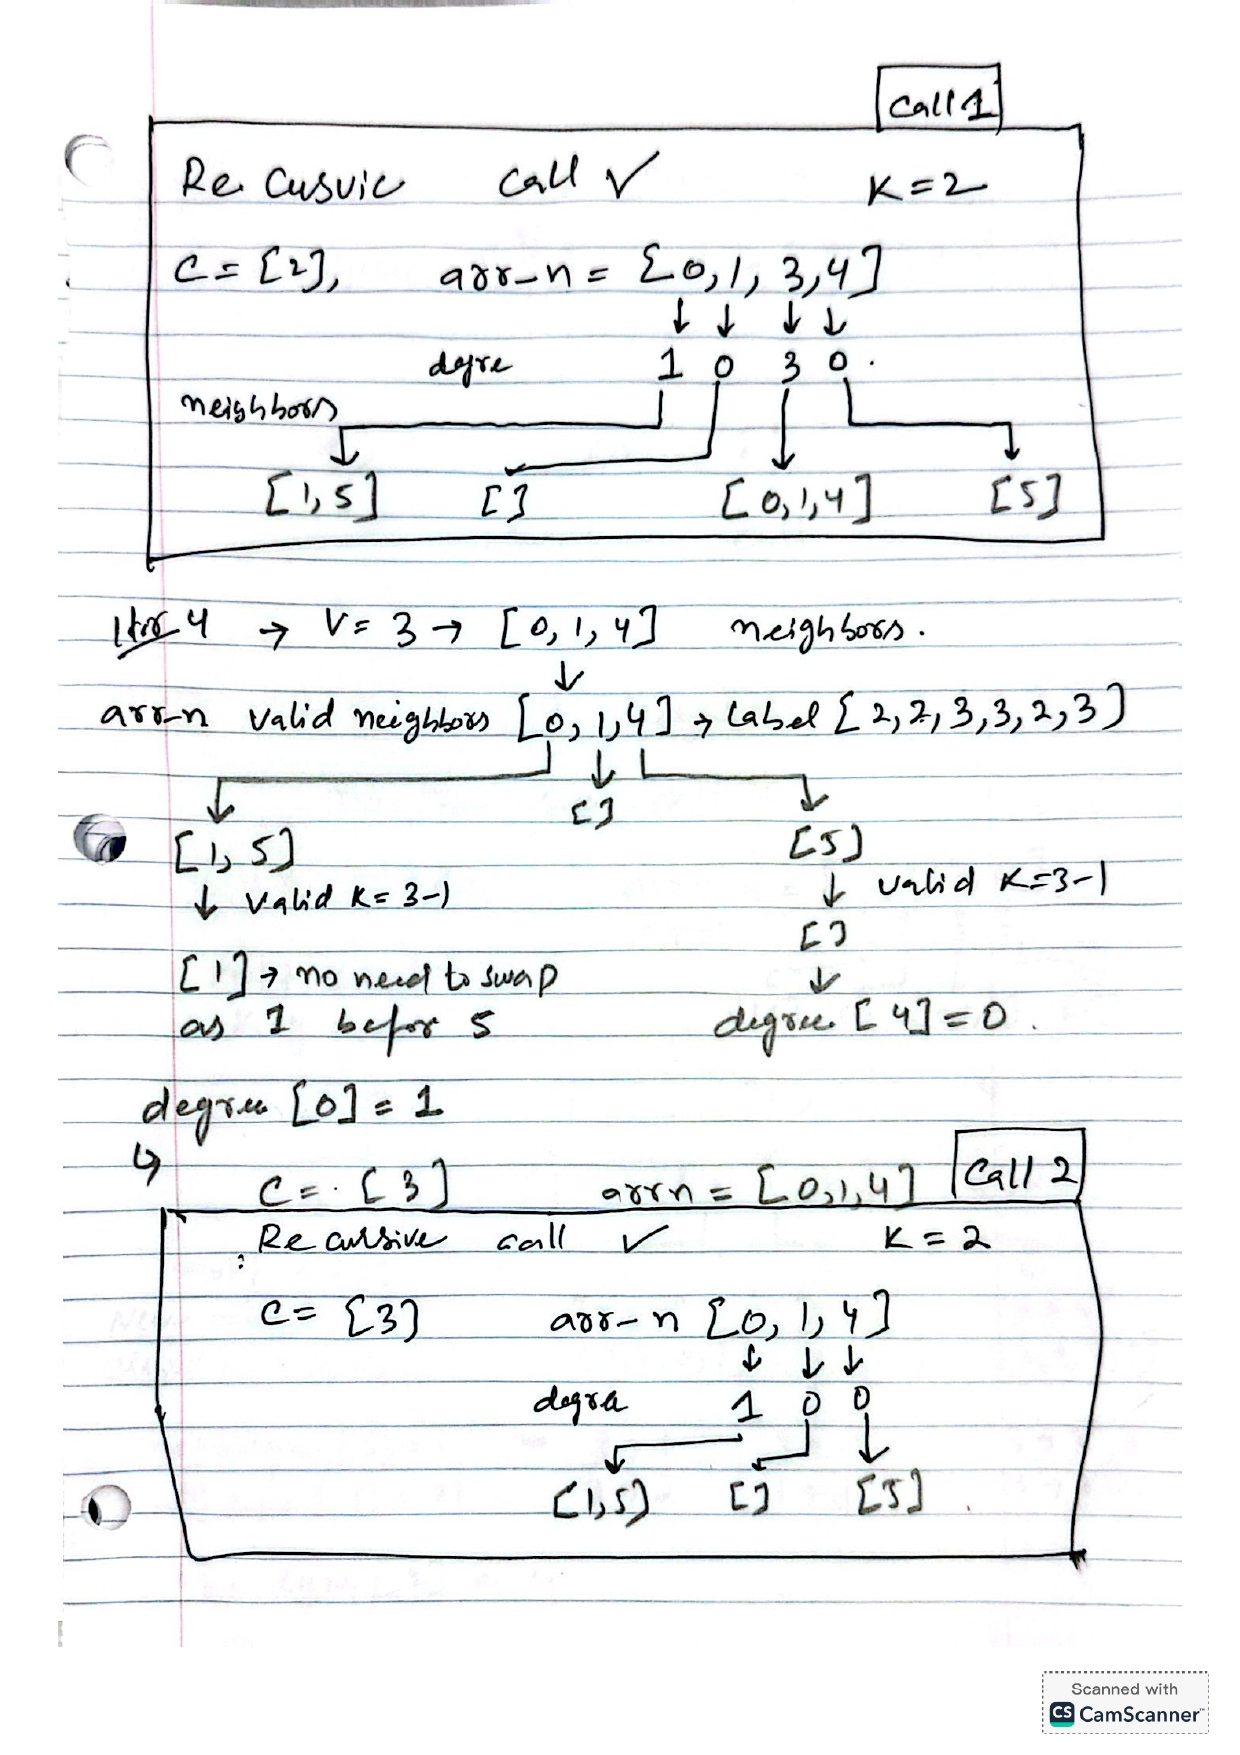 Call 1
Recusvic call ✓ K=2
C = [2], arr_n = [0,1,3,4]
↓ ↓ ↓ ↓
degre 1 0 3 0 .
neighbors
[1,5] [] [0,1,4] [5]
Iter 4 → V= 3 → [0,1,4] neighbors.
↓
arr_n valid neighbors [0,1,4] → Label [2,2,3,3,2,3]
[]
[1,5] [5]
↓ valid K=3-1 ↓ valid K=3-1
[]
[1] → no need to swap ↓
as 1 befor 5 degree [4]=0 .
degree [0] = 1
↳
C = . [3] arrn = [0,1,4] Call 2
: Recursive call ✓ K = 2
C = [3] arr-n [0,1,4]
↓ ↓ ↓
degre 1 0 0
[1,5] [] [5] .
Scanned with
CS CamScanner